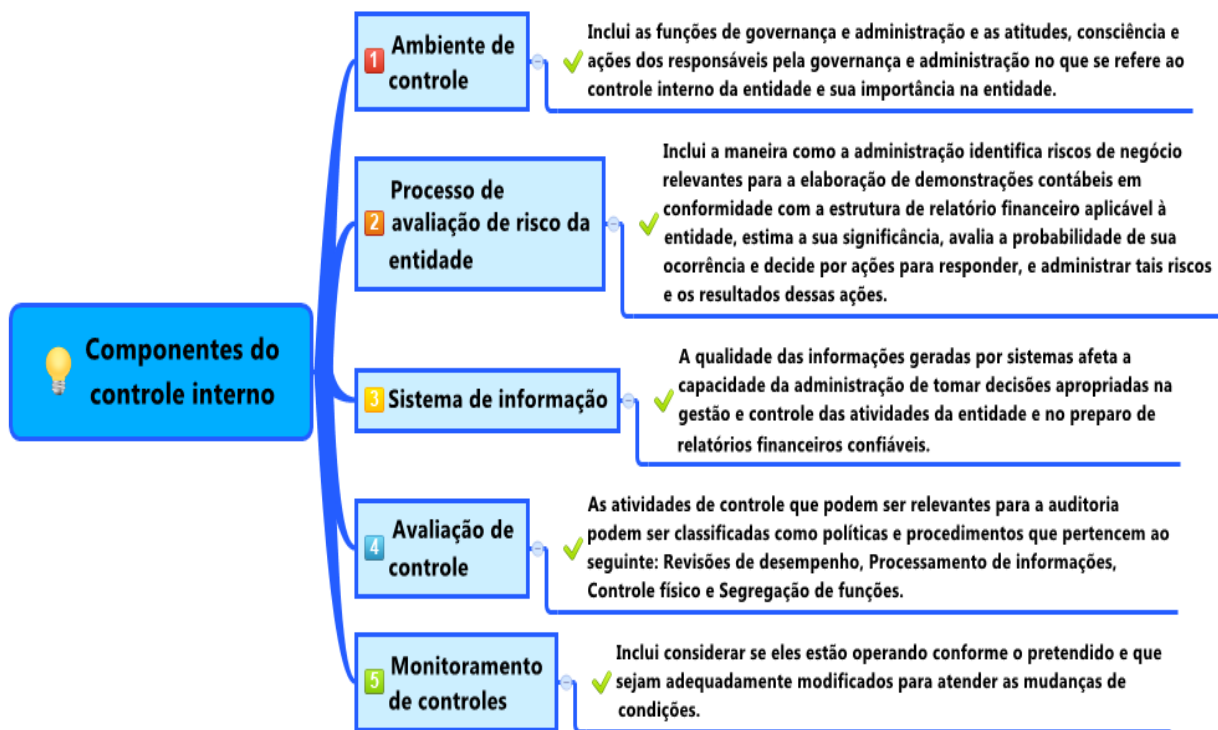 Componentes do
controle interno
1 Ambiente de
controle
Inclui as funções de governança e administração e as atitudes, consciência e
ações dos responsáveis pela governança e administração no que se refere ao
controle interno da entidade e sua importância na entidade.
2 Processo de
avaliação de risco da
entidade
Inclui a maneira como a administração identifica riscos de negócio
relevantes para a elaboração de demonstrações contábeis em
conformidade com a estrutura de relatório financeiro aplicável à
entidade, estima a sua significância, avalia a probabilidade de sua
ocorrência e decide por ações para responder, e administrar tais riscos
e os resultados dessas ações.
3 Sistema de informação
A qualidade das informações geradas por sistemas afeta a
capacidade da administração de tomar decisões apropriadas na
gestão e controle das atividades da entidade e no preparo de
relatórios financeiros confiáveis.
4 Avaliação de
controle
As atividades de controle que podem ser relevantes para a auditoria
podem ser classificadas como políticas e procedimentos que pertencem ao
seguinte: Revisões de desempenho, Processamento de informações,
Controle físico e Segregação de funções.
5 Monitoramento
de controles
Inclui considerar se eles estão operando conforme o pretendido e que
sejam adequadamente modificados para atender as mudanças de
condições.